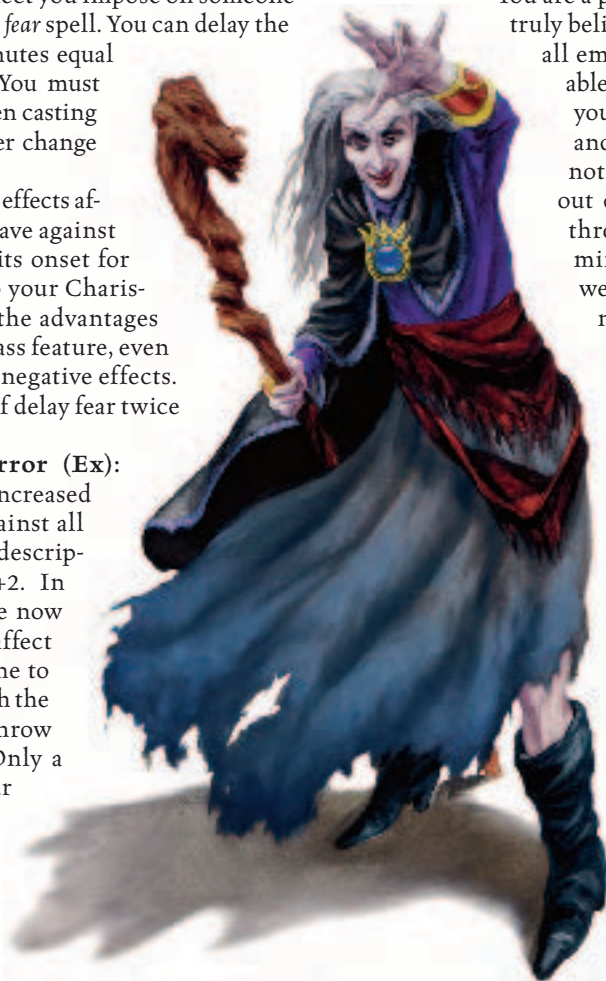 you impose on someone
fear spell. You can delay the
nutes equal
You must
en casting
er change
effects af-
ave against
its onset for
your Charis-
the advantages
ass feature, even
negative effects.
f delay fear twice
rror (Ex):
ncreased
ainst all
descrip-
+2. In
e now
ffect
ne to
h the
hrow
Only a
r
You are a p
truly beli
all em
able
you
and
not
out
thre
mi
we